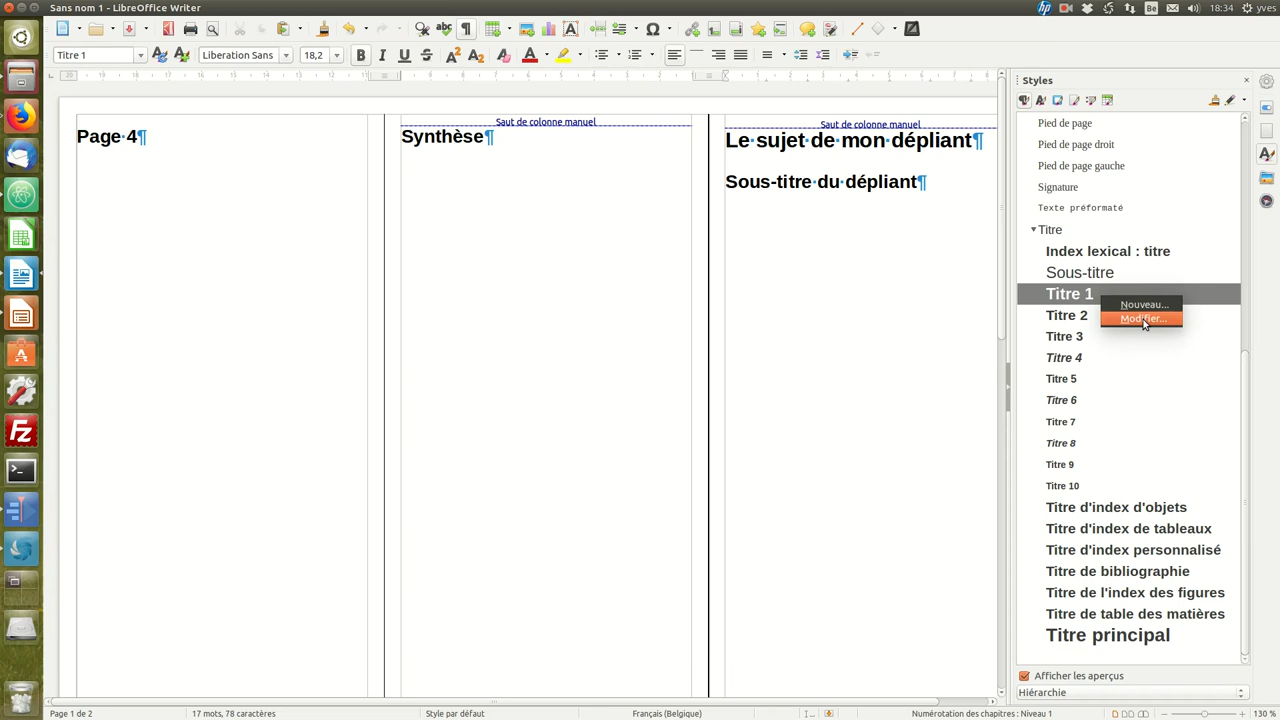 Sans nom 1 - LibreOffice Writer
Be
18:34
yves
Titre 1
Liberation Sans
18,2
Page·4¶
Saut de colonne manuel
Synthèse¶
Saut de colonne manuel
Le·sujet·de·mon·dépliant¶
Sous-titre·du·dépliant¶
Styles
Pied de page
Pied de page droit
Pied de page gauche
Signature
Texte préformaté
Titre
Index lexical : titre
Sous-titre
Titre 1
Nouveau...
Modifier...
Titre 2
Titre 3
Titre 4
Titre 5
Titre 6
Titre 7
Titre 8
Titre 9
Titre 10
Titre d'index d'objets
Titre d'index de tableaux
Titre d'index personnalisé
Titre de bibliographie
Titre de l'index des figures
Titre de table des matières
Titre principal
Afficher les aperçus
Hiérarchie
Page 1 de 2
17 mots, 78 caractères
Style par défaut
Français (Belgique)
Numérotation des chapitres : Niveau 1
130 %